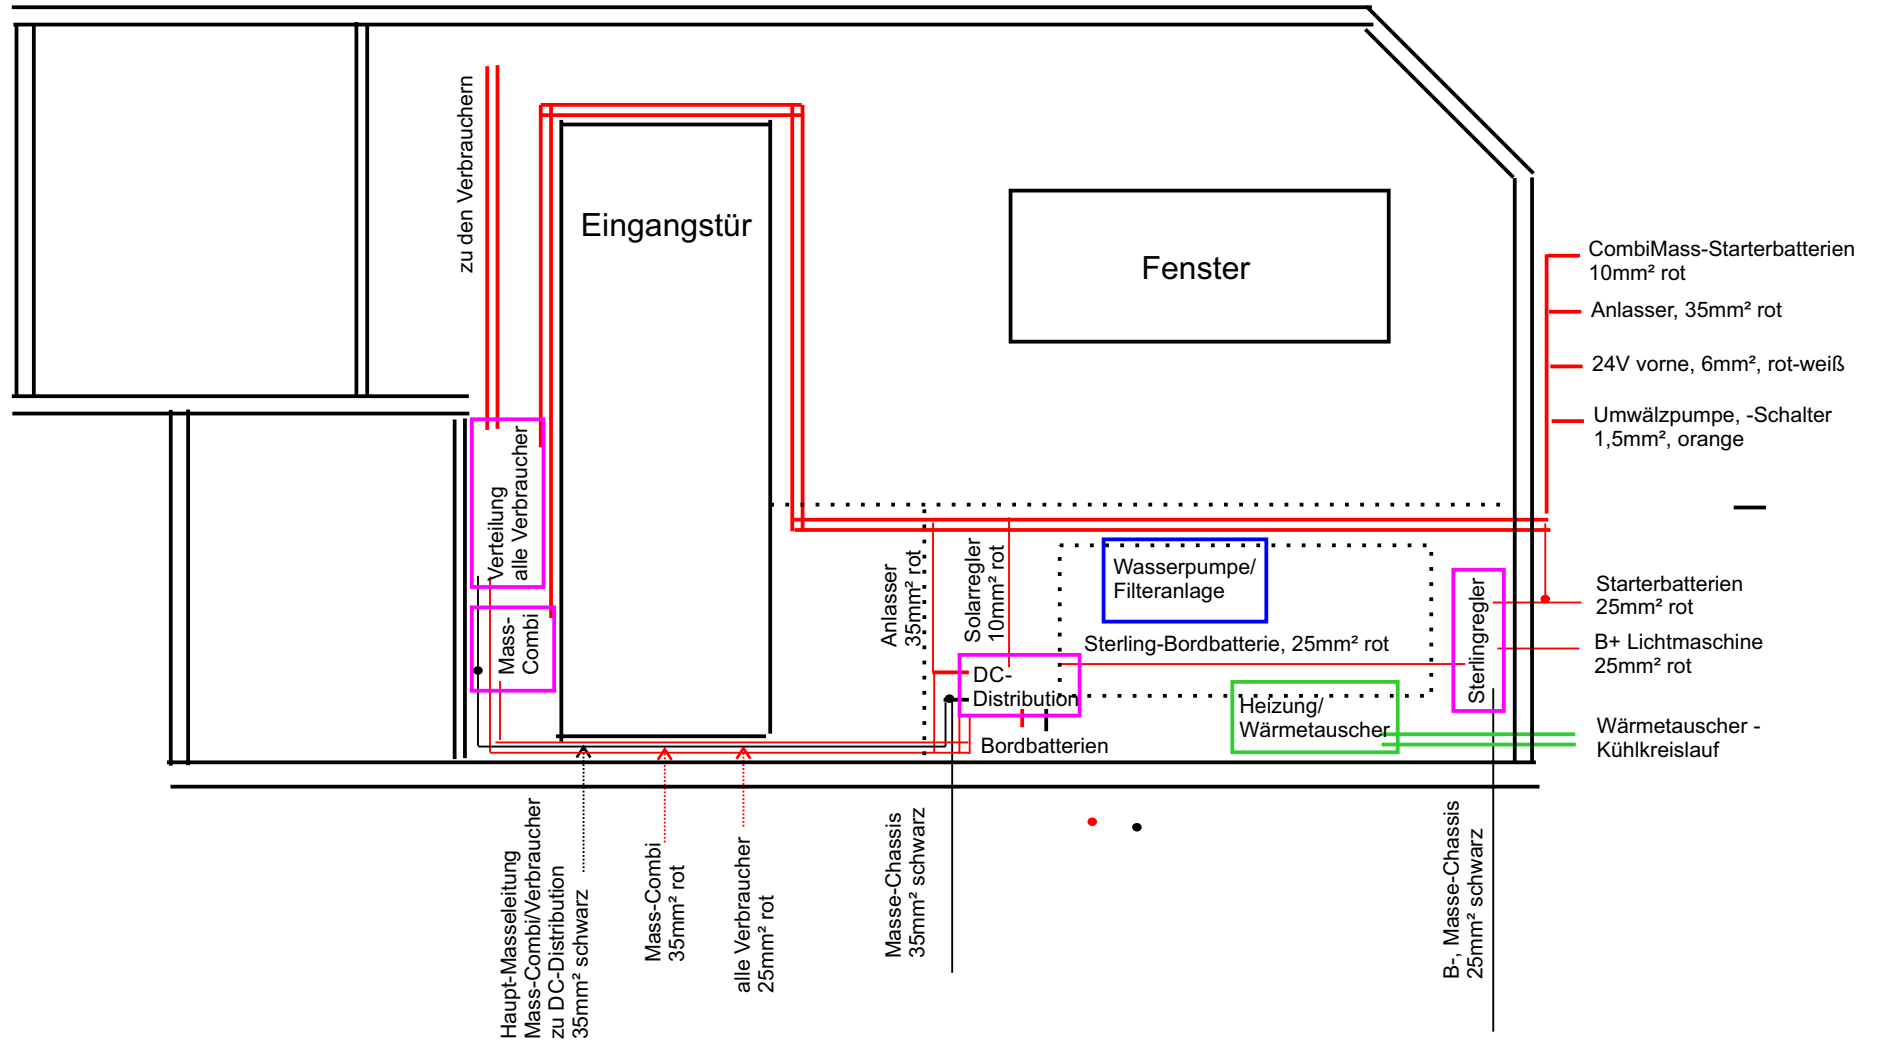 zu den Verbrauchern
Eingangstür
Fenster
CombiMass-Starterbatterien
10mm² rot
Anlasser, 35mm² rot
24V vorne, 6mm², rot-weiß
Umwälzpumpe, -Schalter
1,5mm², orange
Verteilung
alle Verbraucher
Mass-
Combi
Anlasser
35mm² rot
Solarregler
10mm² rot
Wasserpumpe/
Filteranlage
Sterling-Bordbatterie, 25mm² rot
DC-
Distribution
Bordbatterien
Heizung/
Wärmetauscher
Sterlingregler
Starterbatterien
25mm² rot
B+ Lichtmaschine
25mm² rot
Wärmetauscher -
Kühlkreislauf
Haupt-Masseleitung
Mass-Combi/Verbraucher
zu DC-Distribution
35mm² schwarz
Mass-Combi
35mm² rot
alle Verbraucher
25mm² rot
Masse-Chassis
35mm² schwarz
B-, Masse-Chassis
25mm² schwarz